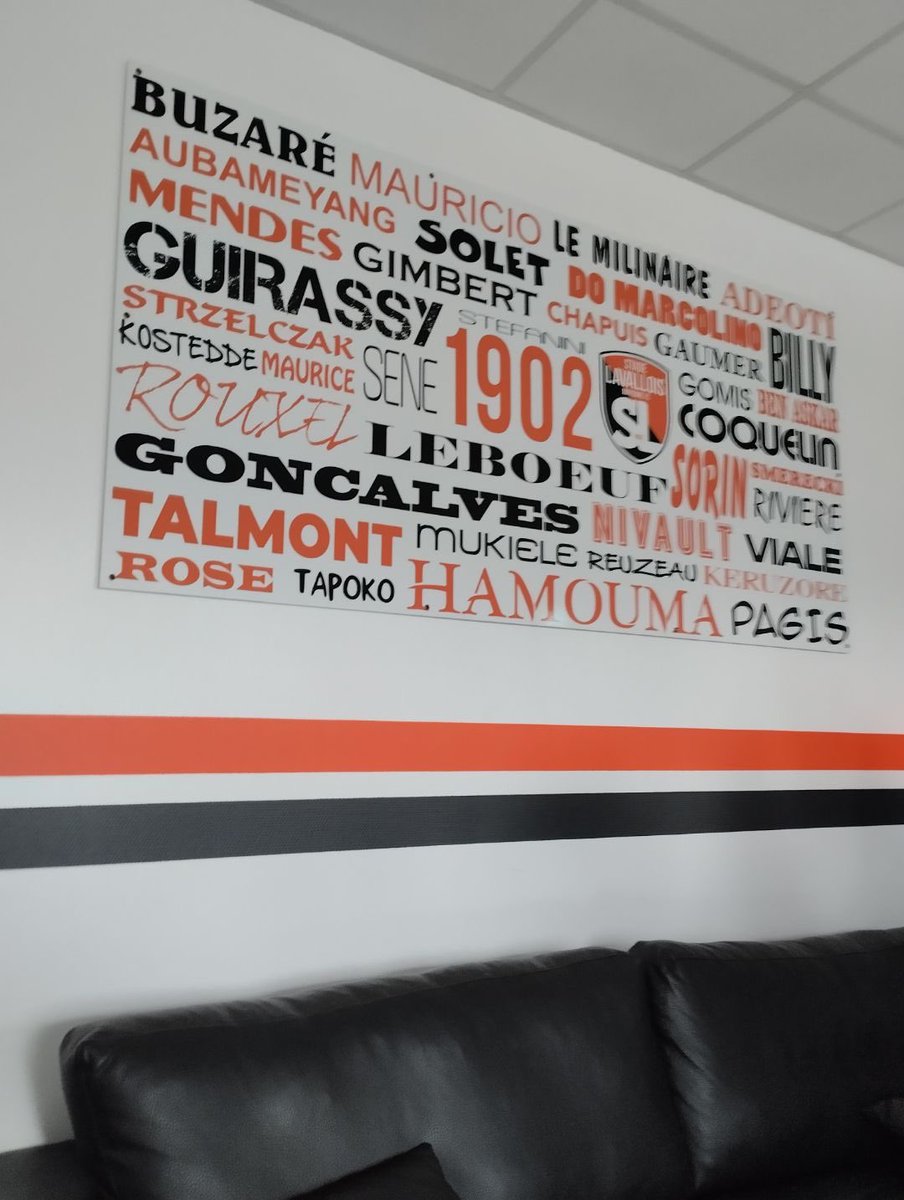 BUZARÉ
MAURICIO
LE MILINAIRE
ADEOTÍ
AUBAMEYANG
SOLET
DO MARCOLINO
BILLY
MENDES
GIMBERT
CHAPUIS
GAUMER
GUIRASSY
STEFANINI
STRZELCZAK
SENE
1902
STADE
LAVALLOIS
SL
GOMIS
BEN ASKAR
KOSTEDDE
MAURICE
COQUELIN
ROUXEL
LEBOEUF
SORIN
SMERECKI
RIVIERE
GONCALVES
NIVAULT
VIALE
TALMONT
MUKIELE
REUZEAU
KERUZORE
ROSE
TAPOKO
HAMOUMA
PAGIS